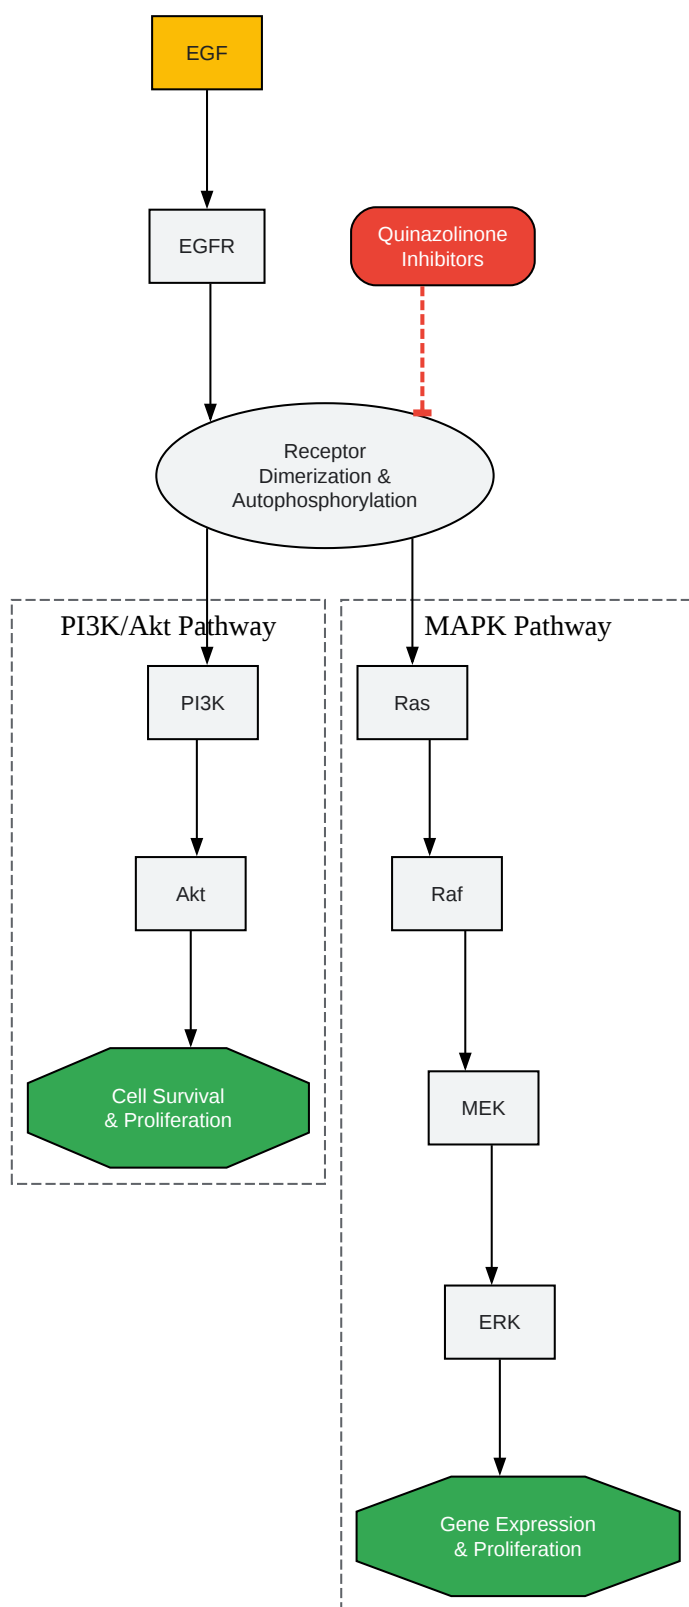 EGF
EGFR
Quinazolinone
Inhibitors
Receptor
Dimerization &
Autophosphorylation
PI3K/Akt Pathway
MAPK Pathway
PI3K
Ras
Akt
Raf
Cell Survival
& Proliferation
MEK
ERK
Gene Expression
& Proliferation